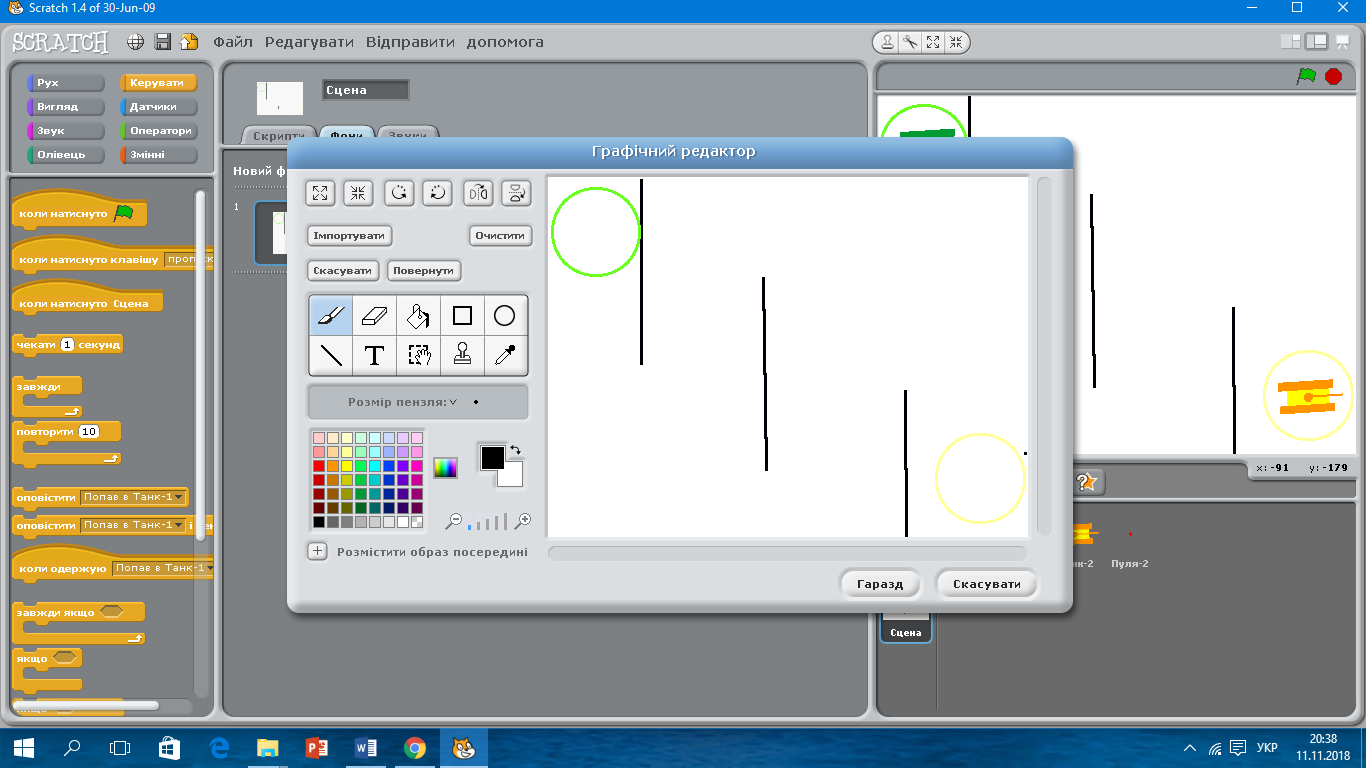 Scratch 1.4 of 30-Jun-09
SCRATCH Файл Редагувати Відправити допомога
Рух Керувати
Вигляд Датчики
Звук Оператори
Олівець Змінні
Сцена
Скрипти Фони Звуки
Новий ф
1
коли натиснуто
коли натиснуто клавішу
коли натиснуто Сцена
чекати 1 секунд
завжди
повторити 10
оповістити Попав в Танк-1
оповістити Попав в Танк-1 і
коли одержую Попав в Танк-1
завжди якщо
якщо
Графічний редактор
Імпортувати Очистити
Скасувати Повернути
T
Розмір пензля:
Розмістити образ посередині
Гаразд Скасувати
x: -91 y: -179
к-2 Пуля-2
Сцена
УКР
20:38
11.11.2018